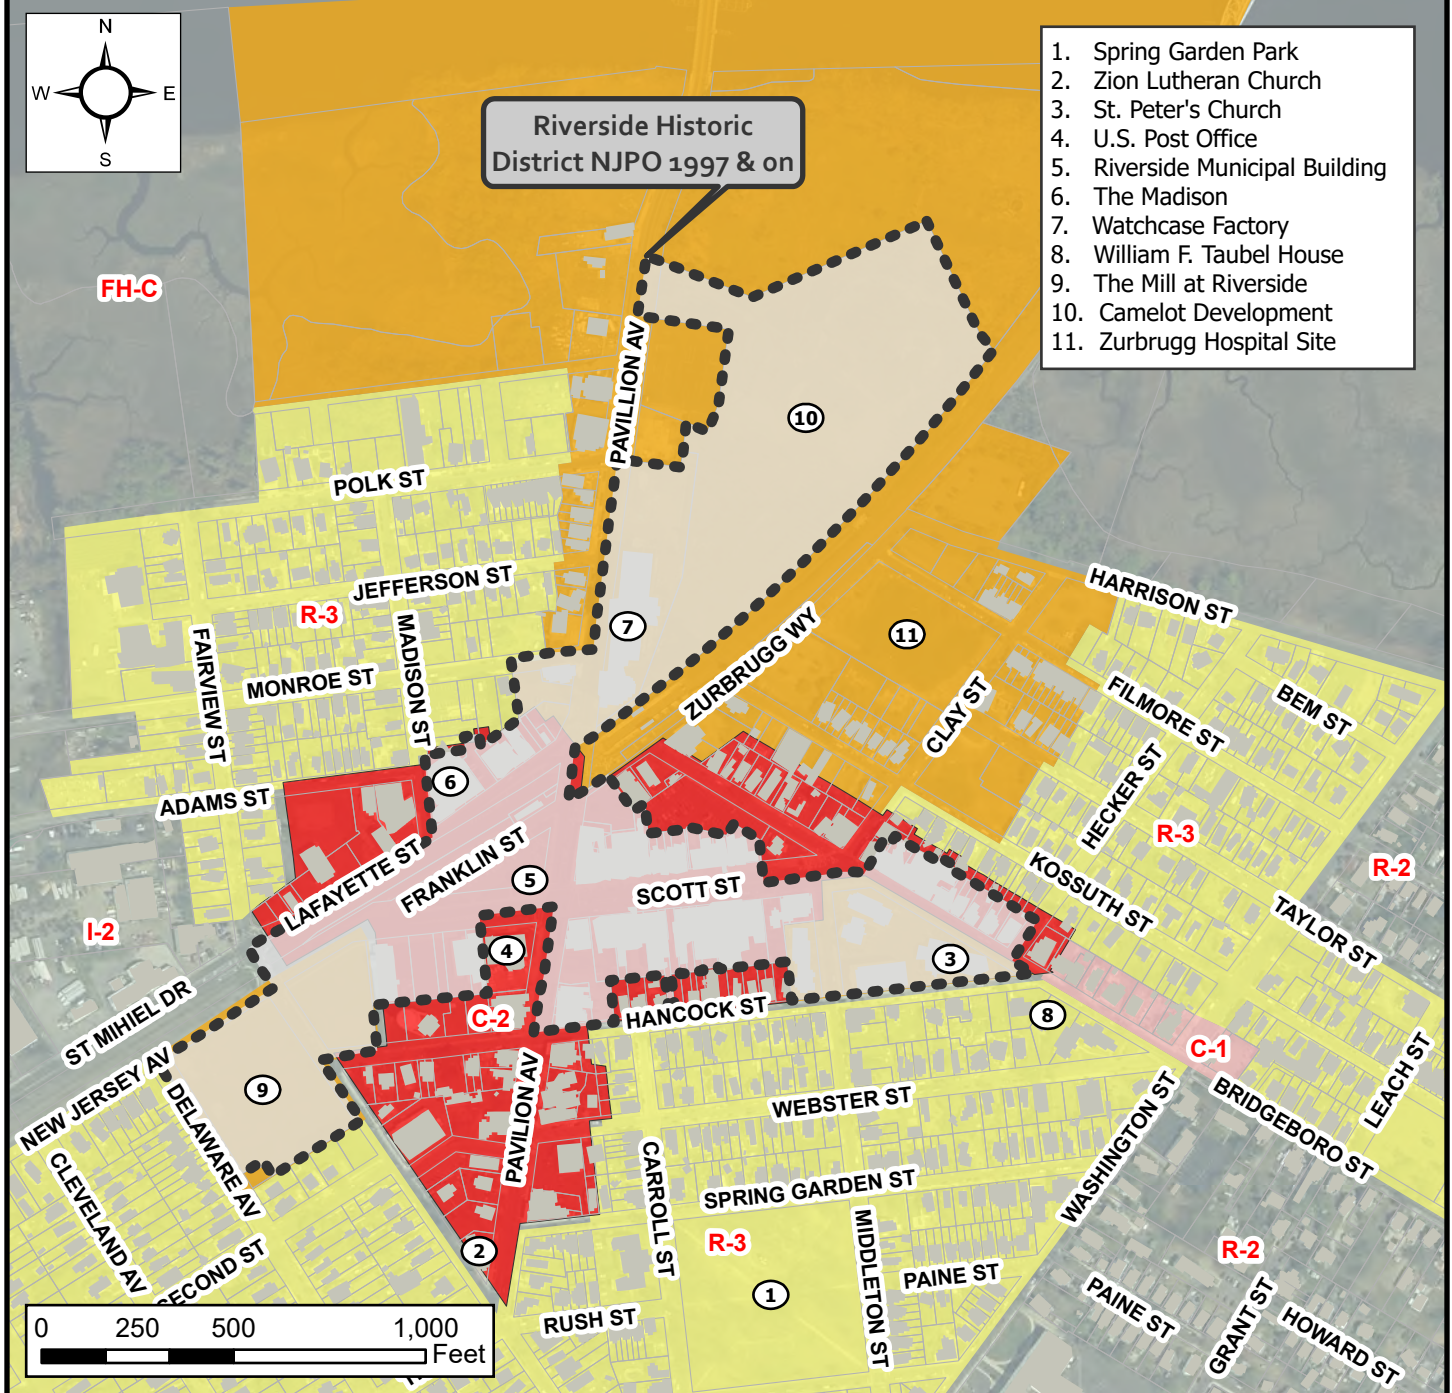 N
W
E
S
Riverside Historic
District NJPO 1997 & on
1. Spring Garden Park
2. Zion Lutheran Church
3. St. Peter's Church
4. U.S. Post Office
5. Riverside Municipal Building
6. The Madison
7. Watchcase Factory
8. William F. Taubel House
9. The Mill at Riverside
10. Camelot Development
11. Zurbrugg Hospital Site
FH-C
PAVILLION AV
10
POLK ST
JEFFERSON ST
R-3
MADISON ST
FAIRVIEW ST
MONROE ST
7
ZURBRUGG WY
11
HARRISON ST
CLAY ST
FILMORE ST
BEM ST
HECKER ST
R-3
KOSSUTH ST
TAYLOR ST
R-2
ADAMS ST
6
LAFAYETTE ST
FRANKLIN ST
5
SCOTT ST
4
3
I-2
ST MIHIEL DR
C-2
HANCOCK ST
8
C-1
LEACH ST
NEW JERSEY AV
9
DELAWARE AV
PAVILION AV
WEBSTER ST
WASHINGTON ST
BRIDGEBORO ST
CLEVELAND AV
CARROLL ST
SPRING GARDEN ST
MIDDLETON ST
R-3
2
1
SECOND ST
PAINE ST
RUSH ST
R-2
PAINE ST
GRANT ST
HOWARD ST
0 250 500 1,000
Feet